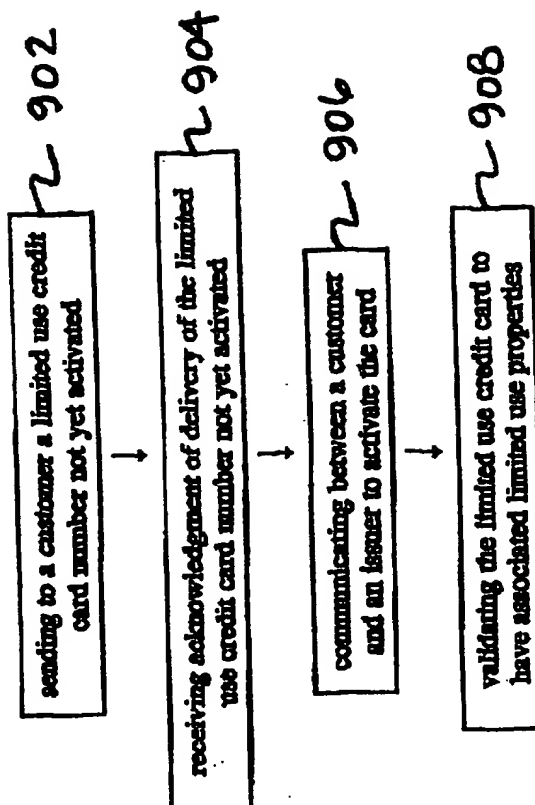 sending to a customer a limited use credit
card number not yet activated
902
receiving acknowledgment of delivery of the limited
use credit card number not yet activated
904
communicating between a customer
and an issuer to activate the card
906
validating the limited use credit card to
have associated limited use properties
908